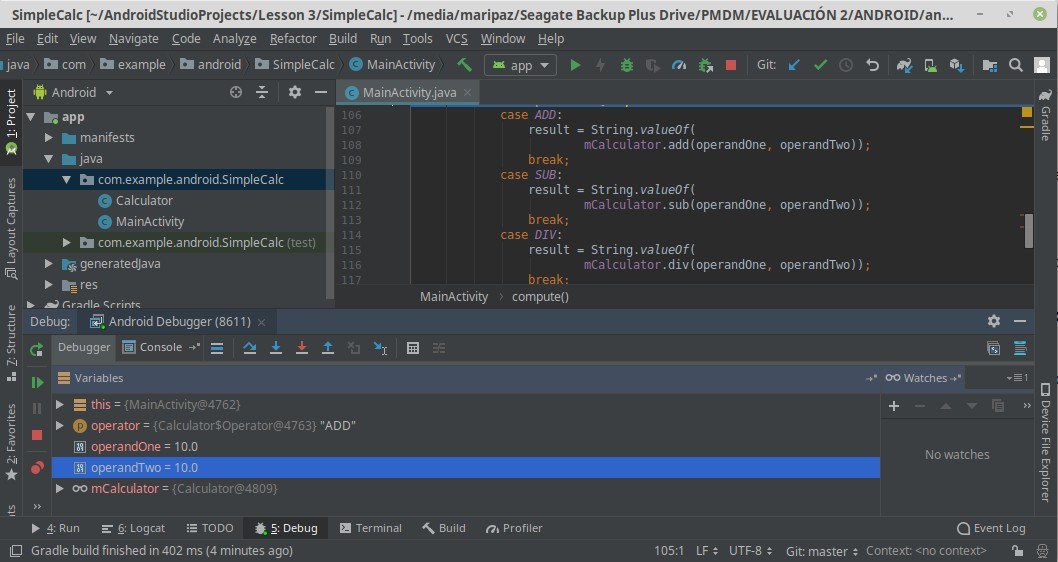 SimpleCalc [~/AndroidStudioProjects/Lesson 3/SimpleCalc] - /media/maripaz/Seagate Backup Plus Drive/PMDM/EVALUACIÓN 2/ANDROID/an...
File Edit View Navigate Code Analyze Refactor Build Run Tools VCS Window Help
java com example android SimpleCalc MainActivity app Git:
1: Project
Layout Captures
7: Structure
2: Favorites
Android
app
manifests
java
com.example.android.SimpleCalc
Calculator
MainActivity
com.example.android.SimpleCalc (test)
generatedJava
res
Gradle Scripts
MainActivity.java
106 case ADD:
107 result = String.valueOf(
108 mCalculator.add(operandOne, operandTwo));
109 break;
110 case SUB:
111 result = String.valueOf(
112 mCalculator.sub(operandOne, operandTwo));
113 break;
114 case DIV:
115 result = String.valueOf(
116 mCalculator.div(operandOne, operandTwo));
117 break;
MainActivity › compute()
Gradle
Device File Explorer
Debug: Android Debugger (8611)
Debugger Console
Variables
Watches
this = {MainActivity@4762}
operator = {Calculator$Operator@4763} "ADD"
operandOne = 10.0
operandTwo = 10.0
mCalculator = {Calculator@4809}
No watches
4: Run 6: Logcat TODO 5: Debug Terminal Build Profiler Event Log
Gradle build finished in 402 ms (4 minutes ago) 105:1 LF UTF-8 Git: master Context: <no context>